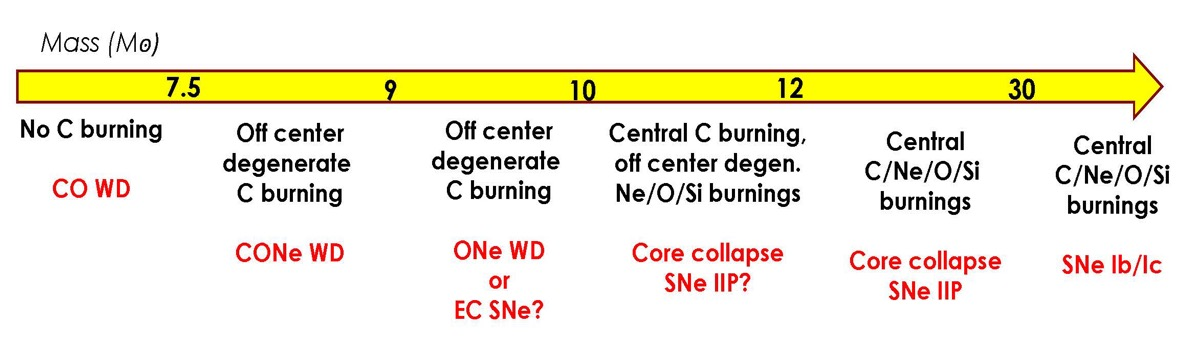 Mass (Mʘ)
7.5 9 10 12 30
No C burning
CO WD
Off center
degenerate
C burning
CONe WD
Off center
degenerate
C burning
ONe WD
or
EC SNe?
Central C burning,
off center degen.
Ne/O/Si burnings
Core collapse
SNe IIP?
Central
C/Ne/O/Si
burnings
Core collapse
SNe IIP
Central
C/Ne/O/Si
burnings
SNe Ib/Ic